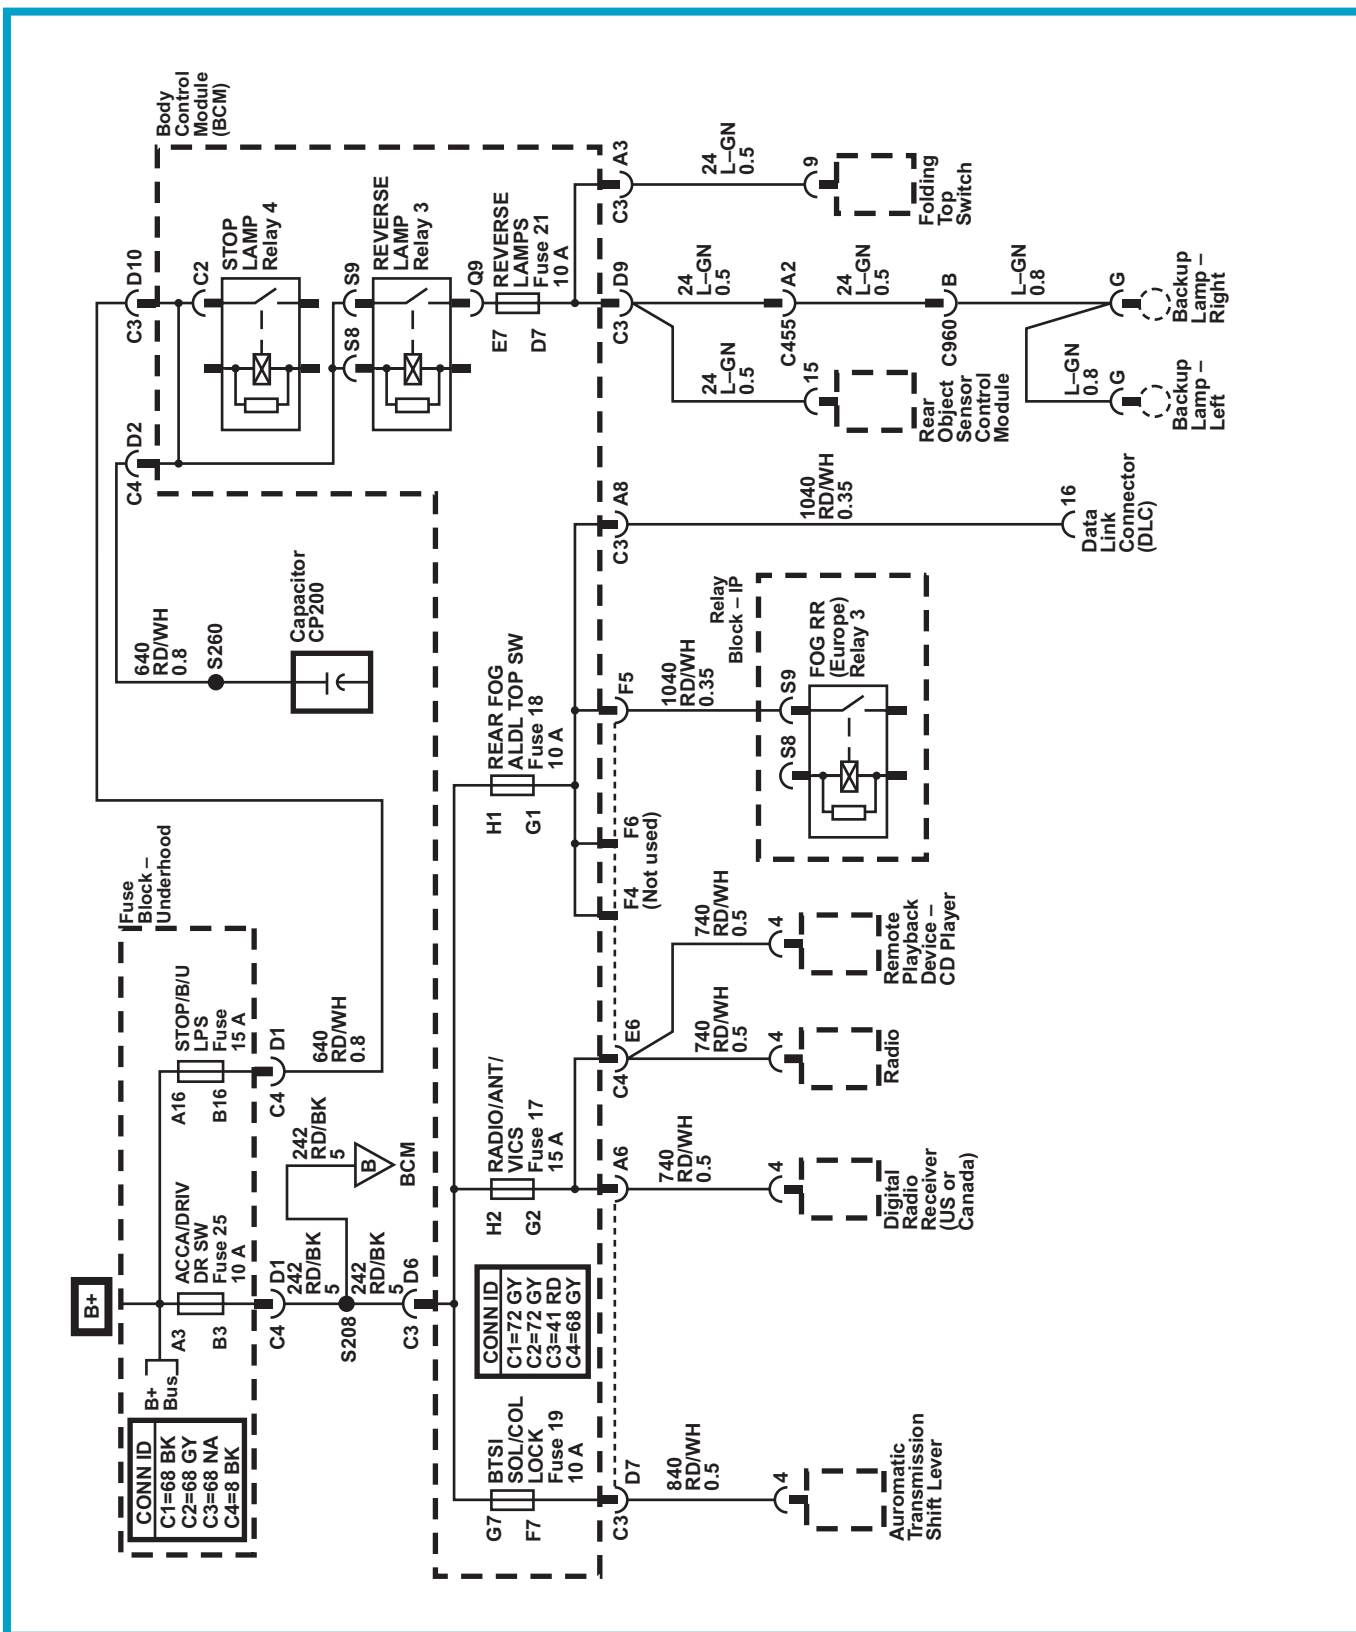 B+
Fuse
Block –
Underhood
B+
Bus
CONN ID
C1=68 BK
C2=68 GY
C3=68 NA
C4=8 BK
A3
B3
ACCA/DRIV
DR SW
Fuse 25
10 A
A16
B16
STOP/B/U
LPS
Fuse
15 A
C4
D1
242
RD/BK
5
S208
242
RD/BK
5
C3
D6
242
RD/BK
5
B
BCM
C4
D1
640
RD/WH
0.8
640
RD/WH
0.8
S260
Capacitor
CP200
C4
D2
C3
D10
Body
Control
Module
(BCM)
C2
STOP
LAMP
Relay 4
S8
S9
REVERSE
LAMP
Relay 3
Q9
E7
D7
REVERSE
LAMPS
Fuse 21
10 A
G7
F7
BTSI
SOL/COL
LOCK
Fuse 19
10 A
CONN ID
C1=72 GY
C2=72 GY
C3=41 RD
C4=68 GY
H2
G2
RADIO/ANT/
VICS
Fuse 17
15 A
H1
G1
REAR FOG
ALDL TOP SW
Fuse 18
10 A
C3
D7
840
RD/WH
0.5
4
Auromatic
Transmission
Shift Lever
A6
740
RD/WH
0.5
4
Digital
Radio
Receiver
(US or
Canada)
C4
E6
740
RD/WH
0.5
4
Radio
740
RD/WH
0.5
4
Remote
Playback
Device –
CD Player
F4
F6
(Not used)
F5
1040
RD/WH
0.35
Relay
Block – IP
S8
S9
FOG RR
(Europe)
Relay 3
C3
A8
1040
RD/WH
0.35
16
Data
Link
Connector
(DLC)
C3
D9
24
L–GN
0.5
15
Rear
Object
Sensor
Control
Module
24
L–GN
0.5
C455
A2
24
L–GN
0.5
C960
B
L–GN
0.8
L–GN
0.8
G
Backup
Lamp –
Left
G
Backup
Lamp –
Right
C3
A3
24
L–GN
0.5
9
Folding
Top
Switch